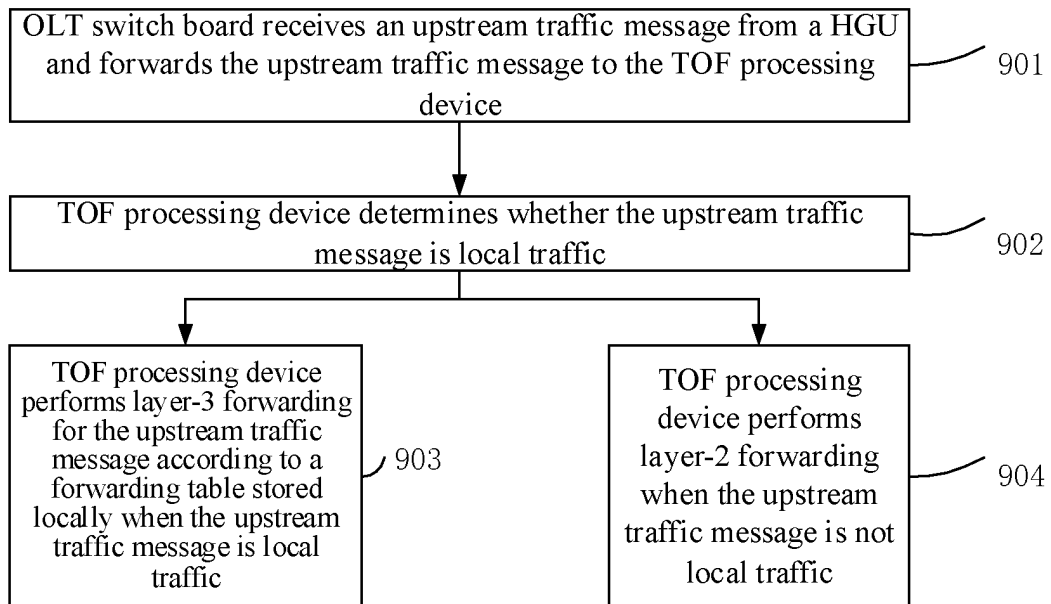 OLT switch board receives an upstream traffic message from a HGU
and forwards the upstream traffic message to the TOF processing
device
901
TOF processing device determines whether the upstream traffic
message is local traffic
902
TOF processing device
performs layer-3 forwarding
for the upstream traffic
message according to a
forwarding table stored
locally when the upstream
traffic message is local
traffic
903
TOF processing
device performs
layer-2 forwarding
when the upstream
traffic message is not
local traffic
904